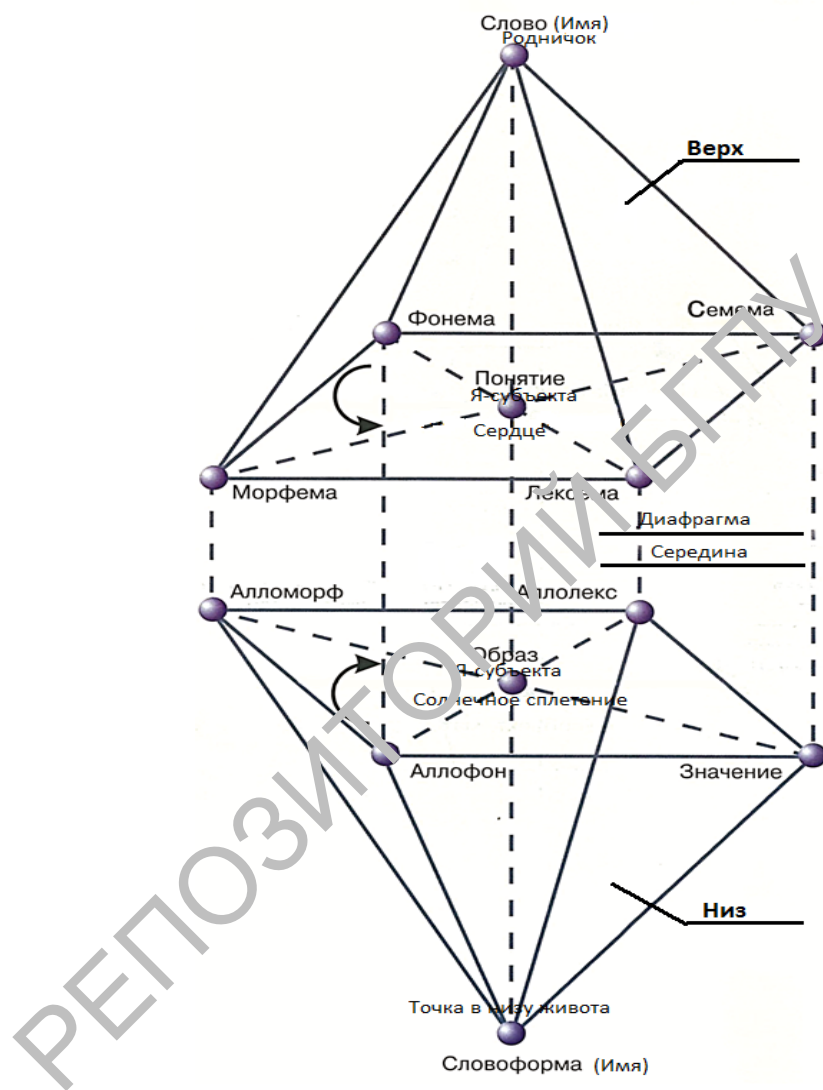 Слово (Имя)
Родничок
Верх
Фонема
Семема
Понятие
Я-субъекта
Сердце
Морфема
Лексема
Диафрагма
Середина
Алломорф
Аллолекс
Образ
Я-субъекта
Солнечное сплетение
Аллофон
Значение
Низ
Точка в низу живота
Словоформа (Имя)
РЕПОЗИТОРИЙ БГПУ